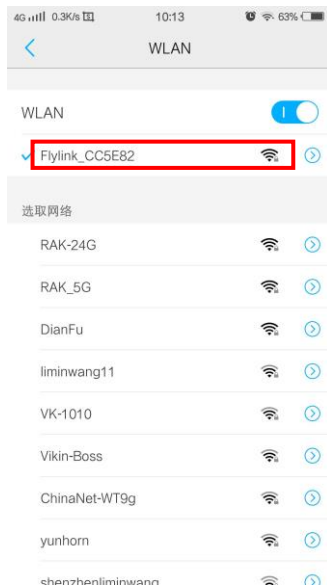 4G 0.3K/s 10:13 63%
WLAN
WLAN
Flylink_CC5E82
选取网络
RAK-24G
RAK_5G
DianFu
liminwang11
VK-1010
Vikin-Boss
ChinaNet-WT9g
yunhorn
shenzhenliminwang